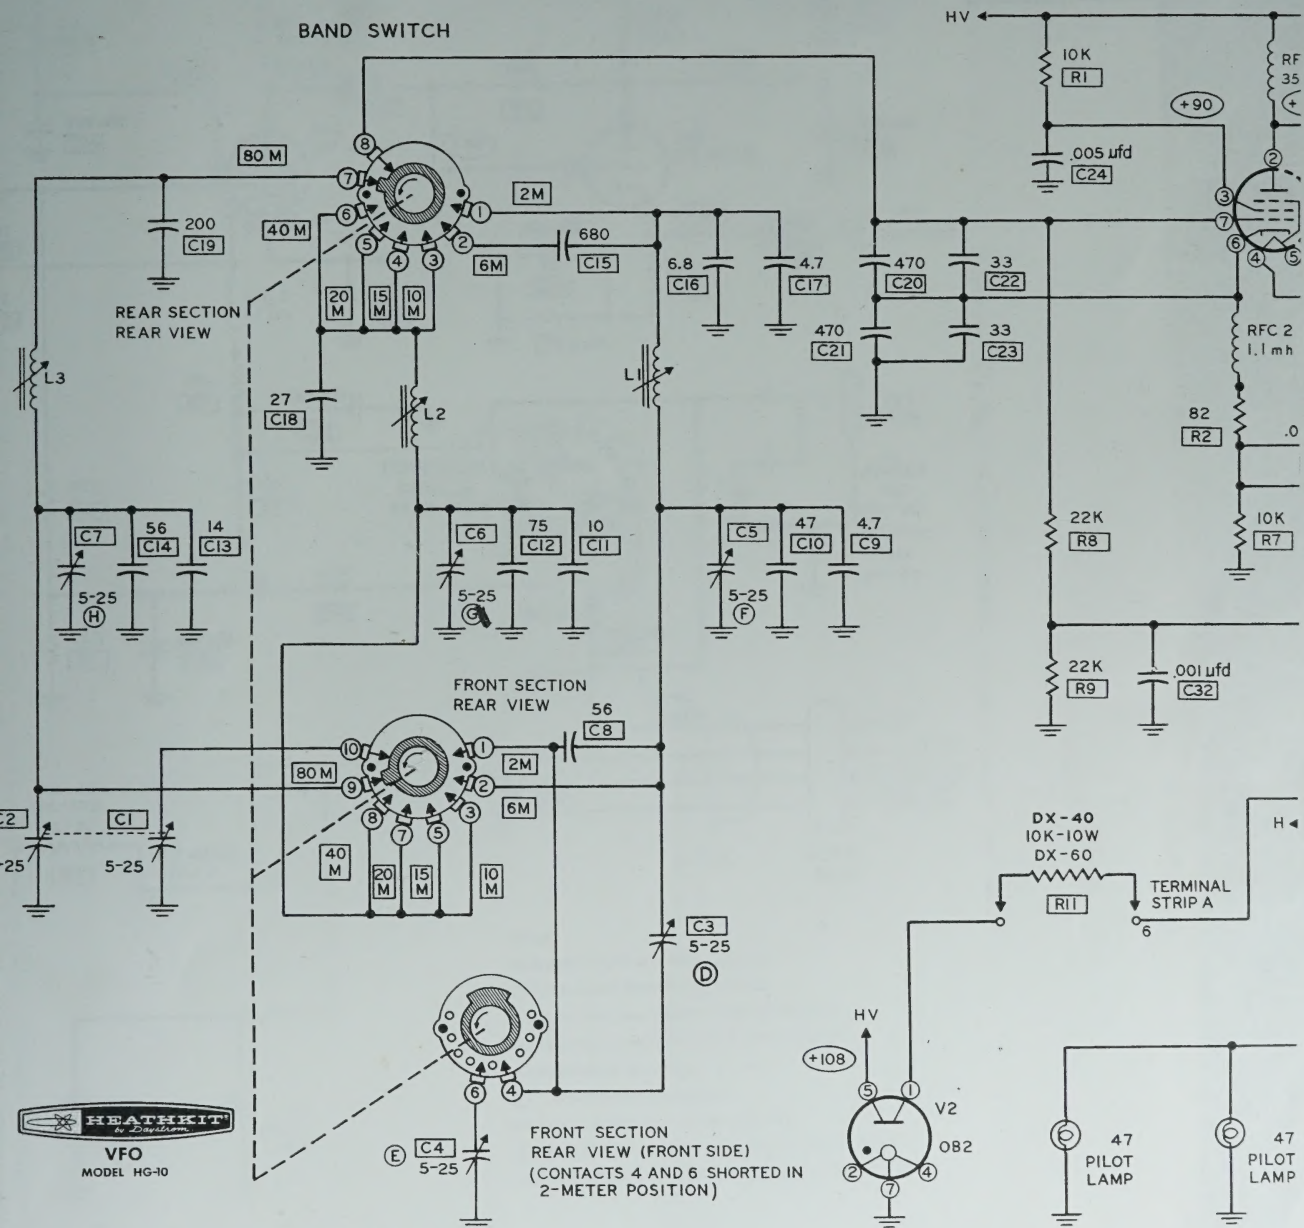 BAND SWITCH
HV
10K
R1
+90
RF
35
+
.005 µfd
C24
2
3
7
6
4
5
8
80 M
7
6
40 M
5
4
3
2
1
2M
6M
200
C19
680
C15
6.8
C16
4.7
C17
470
C20
33
C22
20 M
15 M
10 M
REAR SECTION
REAR VIEW
470
C21
33
C23
RFC 2
1.1 mh
L3
L2
L1
27
C18
82
R2
.0
C7
56
C14
14
C13
C6
75
C12
10
C11
C5
47
C10
4.7
C9
22K
R8
10K
R7
5-25
H
5-25
G
5-25
F
FRONT SECTION
REAR VIEW
22K
R9
.001 µfd
C32
56
C8
10
80 M
9
8
7
5
3
2
1
2M
6M
C2
-25
C1
5-25
40 M
20 M
15 M
10 M
DX-40
10K-10W
DX-60
R11
TERMINAL
STRIP A
6
H
C3
5-25
D
HV
+108
5
1
V2
OB2
2
4
7
6
4
E
C4
5-25
FRONT SECTION
REAR VIEW (FRONT SIDE)
(CONTACTS 4 AND 6 SHORTED IN
2-METER POSITION)
47
PILOT
LAMP
47
PILOT
LAMP
HEATHKIT
by Daystrom
VFO
MODEL HG-10